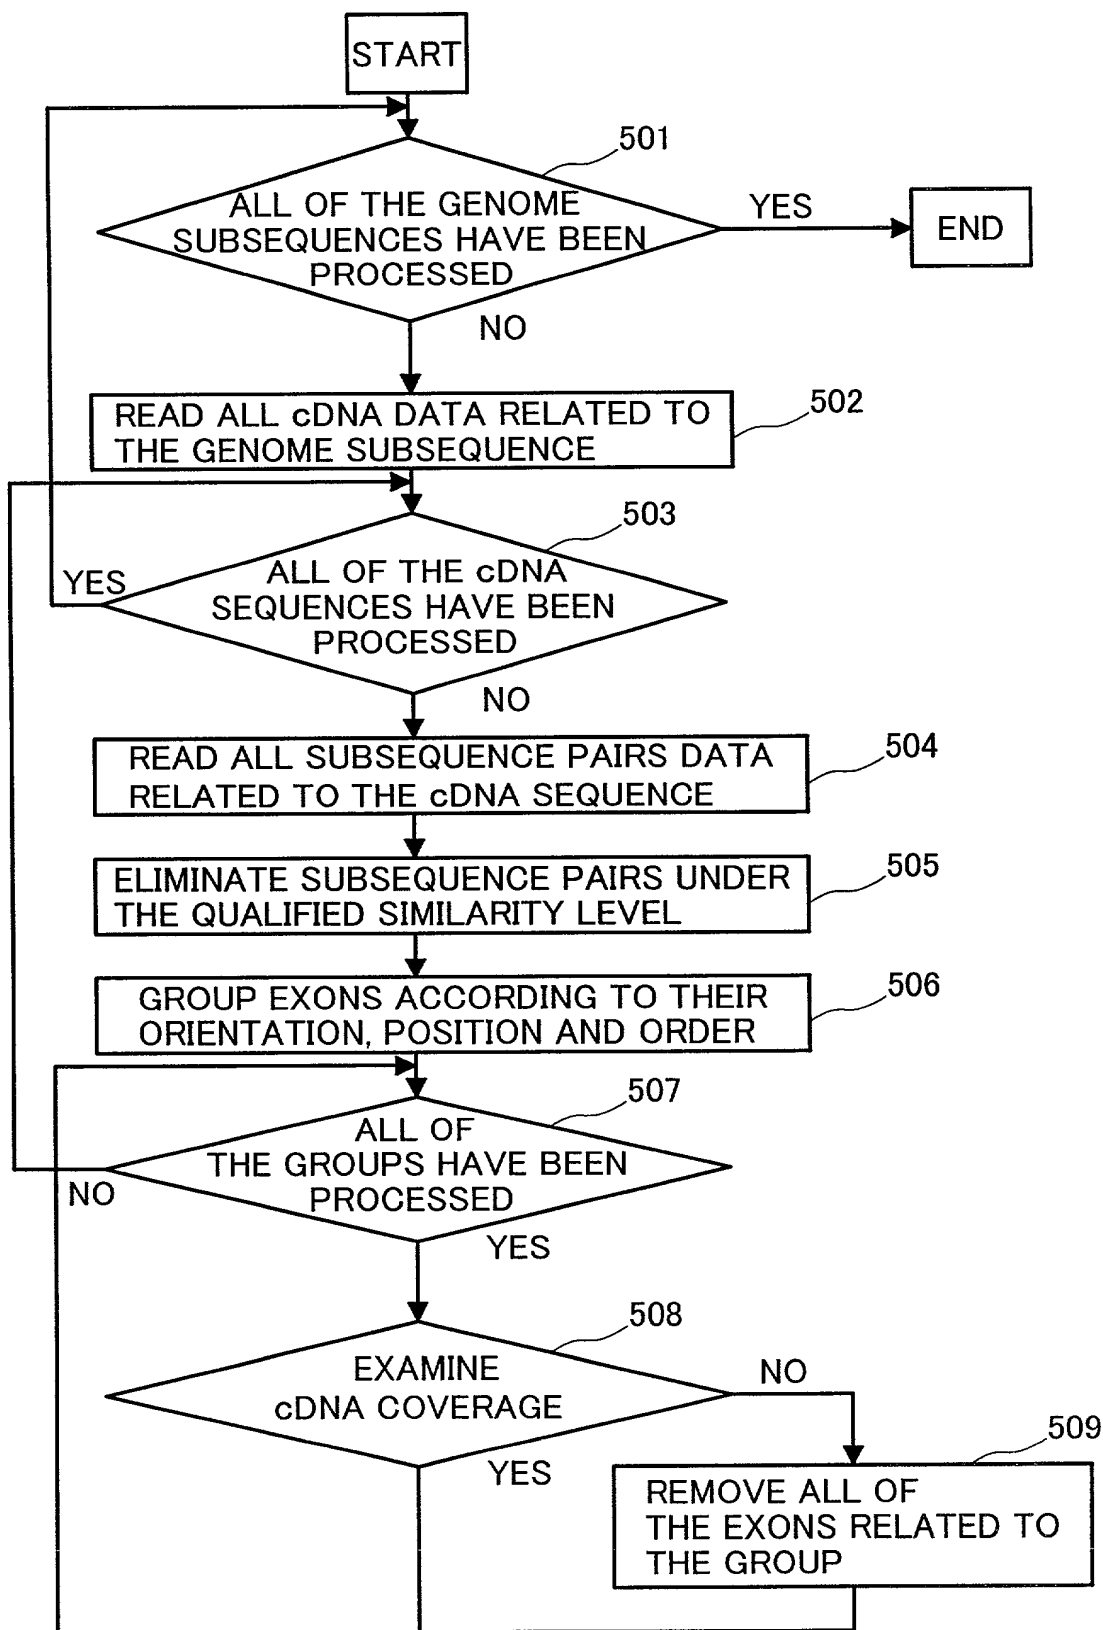 START
501
ALL OF THE GENOME
SUBSEQUENCES HAVE BEEN
PROCESSED
YES
END
NO
READ ALL cDNA DATA RELATED TO
THE GENOME SUBSEQUENCE
502
503
YES
ALL OF THE cDNA
SEQUENCES HAVE BEEN
PROCESSED
NO
READ ALL SUBSEQUENCE PAIRS DATA
RELATED TO THE cDNA SEQUENCE
504
ELIMINATE SUBSEQUENCE PAIRS UNDER
THE QUALIFIED SIMILARITY LEVEL
505
GROUP EXONS ACCORDING TO THEIR
ORIENTATION, POSITION AND ORDER
506
507
ALL OF
THE GROUPS HAVE BEEN
PROCESSED
NO
YES
508
EXAMINE
cDNA COVERAGE
NO
YES
509
REMOVE ALL OF
THE EXONS RELATED TO
THE GROUP